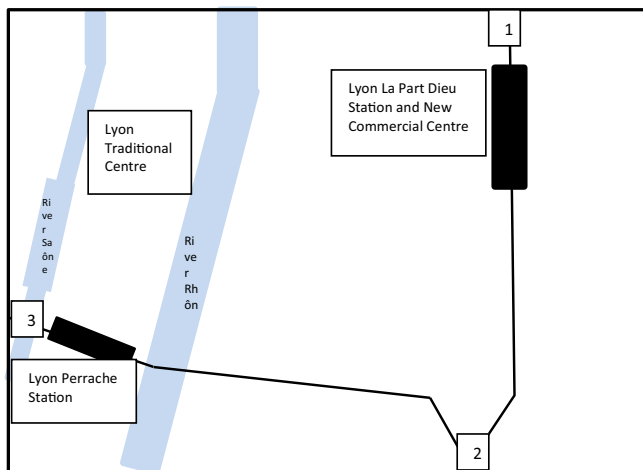 1
Lyon La Part Dieu
Station and New
Commercial Centre
Lyon
Traditional
Centre
Ri
ve
r
Sa
ôn
e
Ri
ve
r
Rh
ôn
3
Lyon Perrache
Station
2